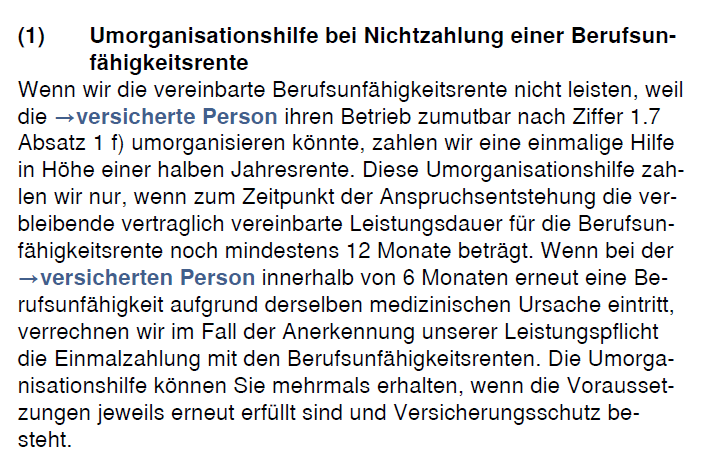 (1) Umorganisationshilfe bei Nichtzahlung einer Berufsun-
fähigkeitsrente
Wenn wir die vereinbarte Berufsunfähigkeitsrente nicht leisten, weil
die →versicherte Person ihren Betrieb zumutbar nach Ziffer 1.7
Absatz 1 f) umorganisieren könnte, zahlen wir eine einmalige Hilfe
in Höhe einer halben Jahresrente. Diese Umorganisationshilfe zah-
len wir nur, wenn zum Zeitpunkt der Anspruchsentstehung die ver-
bleibende vertraglich vereinbarte Leistungsdauer für die Berufsun-
fähigkeitsrente noch mindestens 12 Monate beträgt. Wenn bei der
→versicherten Person innerhalb von 6 Monaten erneut eine Be-
rufsunfähigkeit aufgrund derselben medizinischen Ursache eintritt,
verrechnen wir im Fall der Anerkennung unserer Leistungspflicht
die Einmalzahlung mit den Berufsunfähigkeitsrenten. Die Umorga-
nisationshilfe können Sie mehrmals erhalten, wenn die Vorausset-
zungen jeweils erneut erfüllt sind und Versicherungsschutz be-
steht.